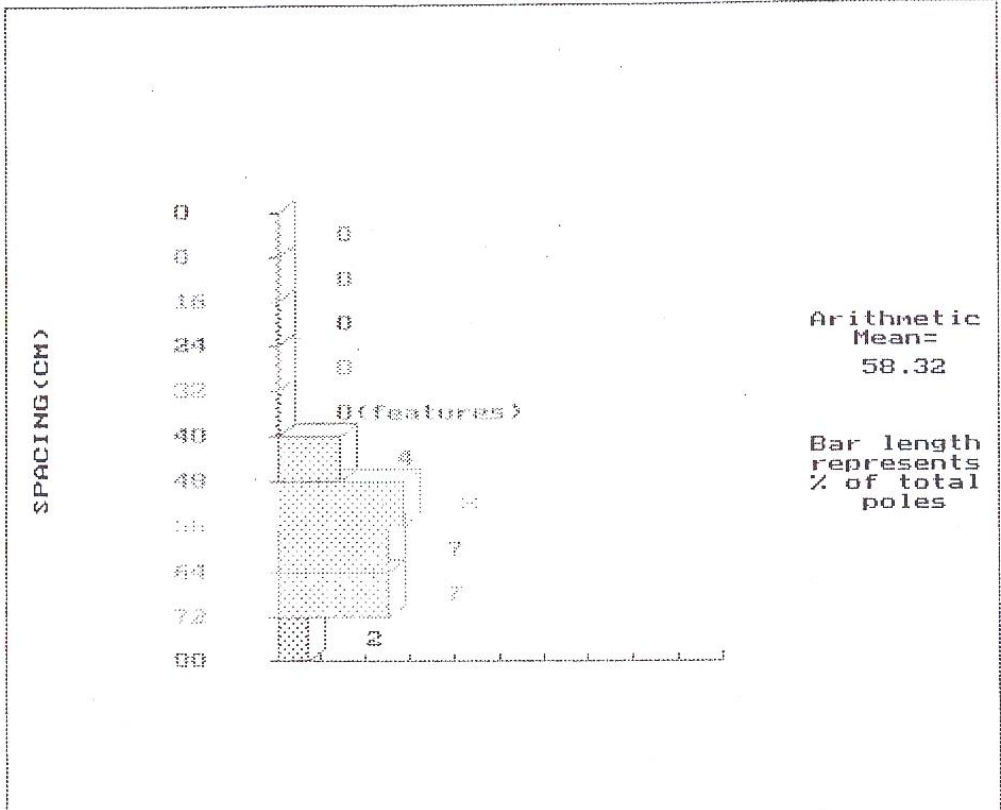 SPACING(CM)
0
0
16
24
32
40
48
56
64
72
80
0
0
0
0
0(features)
4
7
7
2
Arithmetic
Mean=
58.32
Bar length
represents
% of total
poles